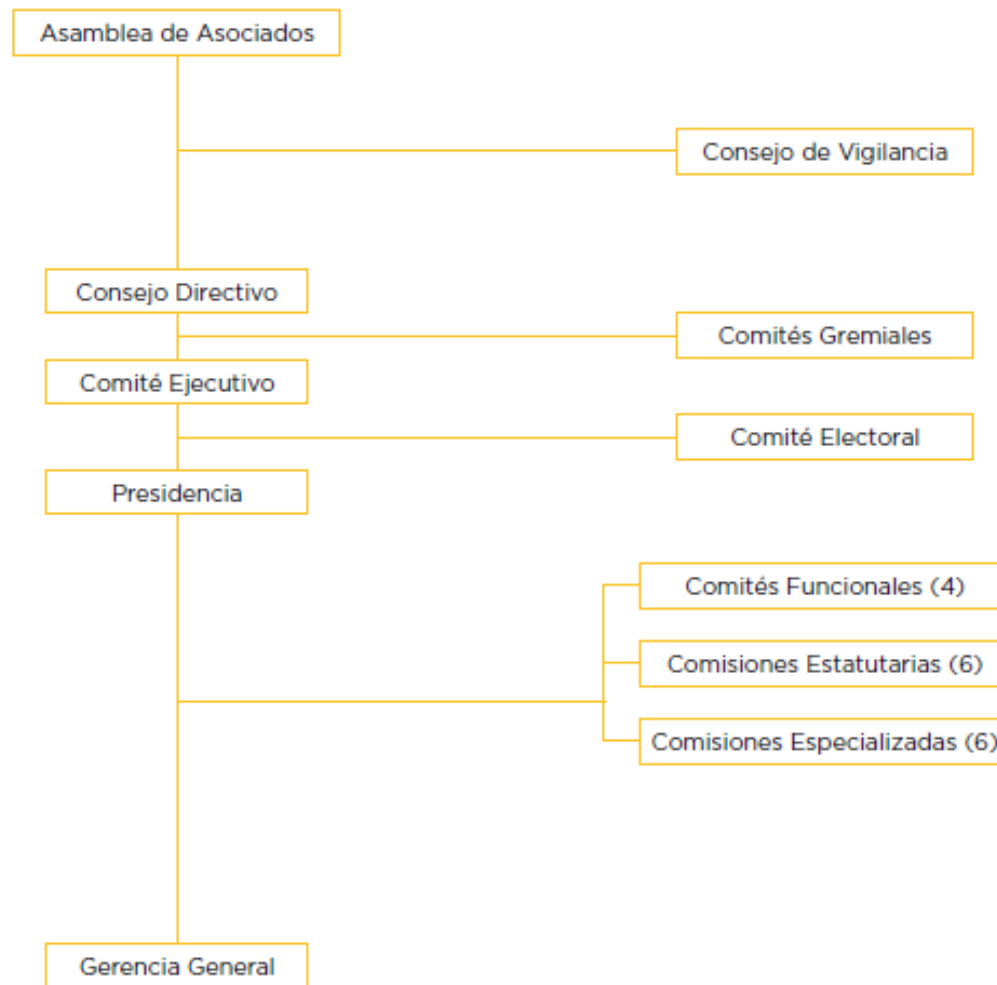 Asamblea de Asociados
Consejo de Vigilancia
Consejo Directivo
Comités Gremiales
Comité Ejecutivo
Comité Electoral
Presidencia
Comités Funcionales (4)
Comisiones Estatutarias (6)
Comisiones Especializadas (6)
Gerencia General